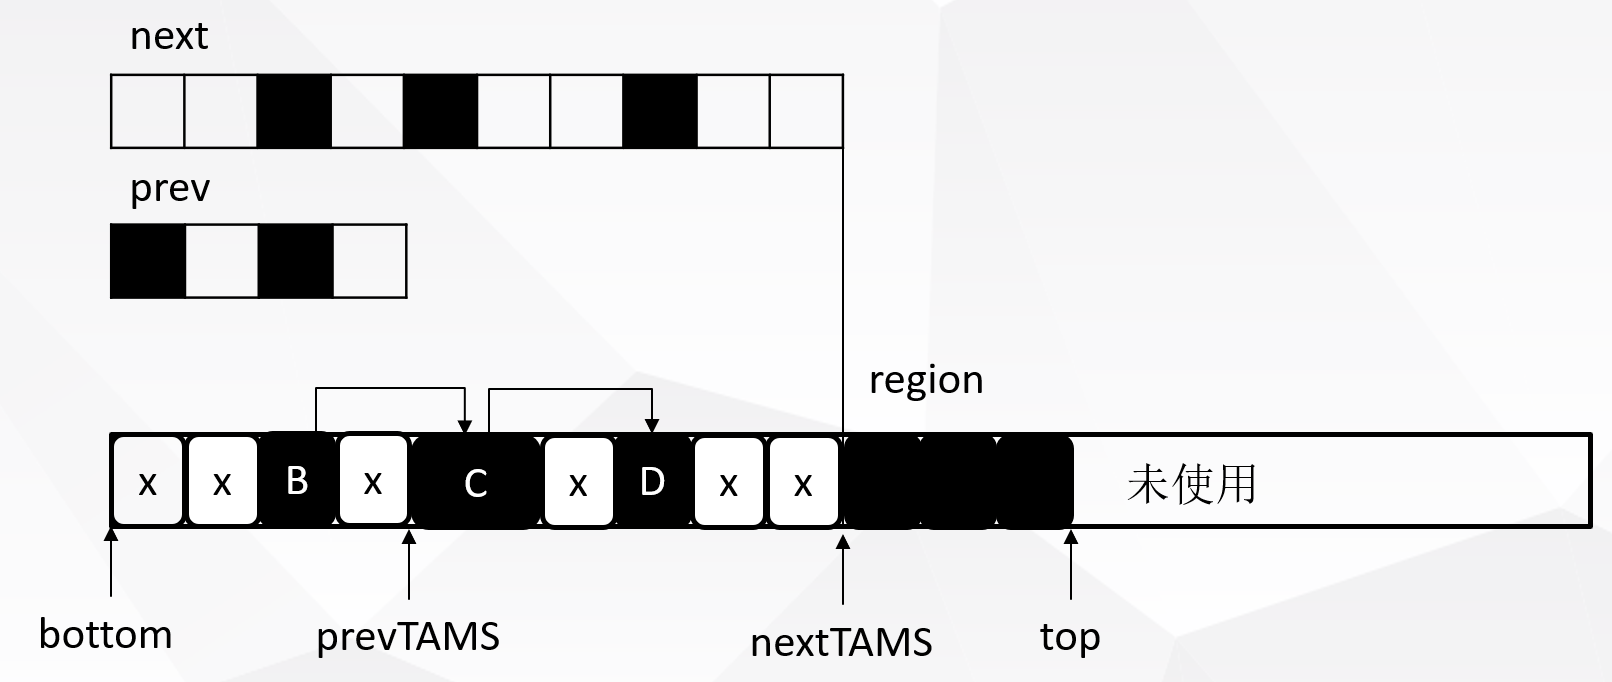 next
prev
region
x x B x C x D x x 未使用
bottom prevTAMS nextTAMS top